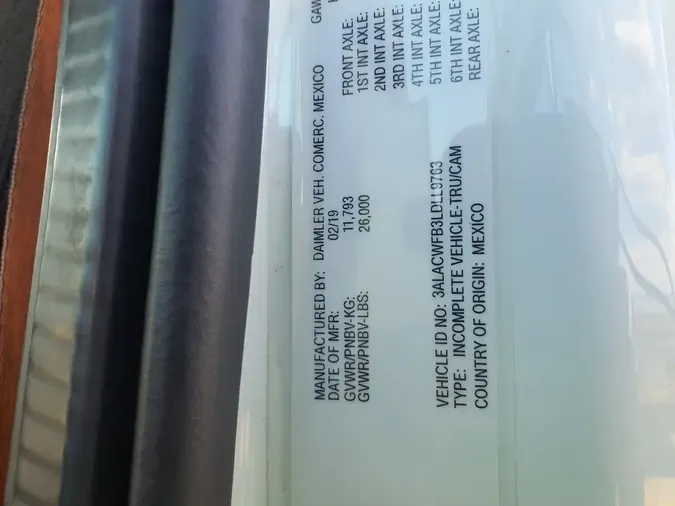 MANUFACTURED BY: DAIMLER VEH. COMERC. MEXICO
DATE OF MFR: 02/19
GVWR/PNBV-KG: 11,793
GVWR/PNBV-LBS: 26,000
GAW
FRONT AXLE:
1ST INT AXLE:
2ND INT AXLE:
3RD INT AXLE:
4TH INT AXLE:
5TH INT AXLE:
6TH INT AXLE:
REAR AXLE:
VEHICLE ID NO: 3ALACWFB3LDLL9763
TYPE: INCOMPLETE VEHICLE-TRU/CAM
COUNTRY OF ORIGIN: MEXICO